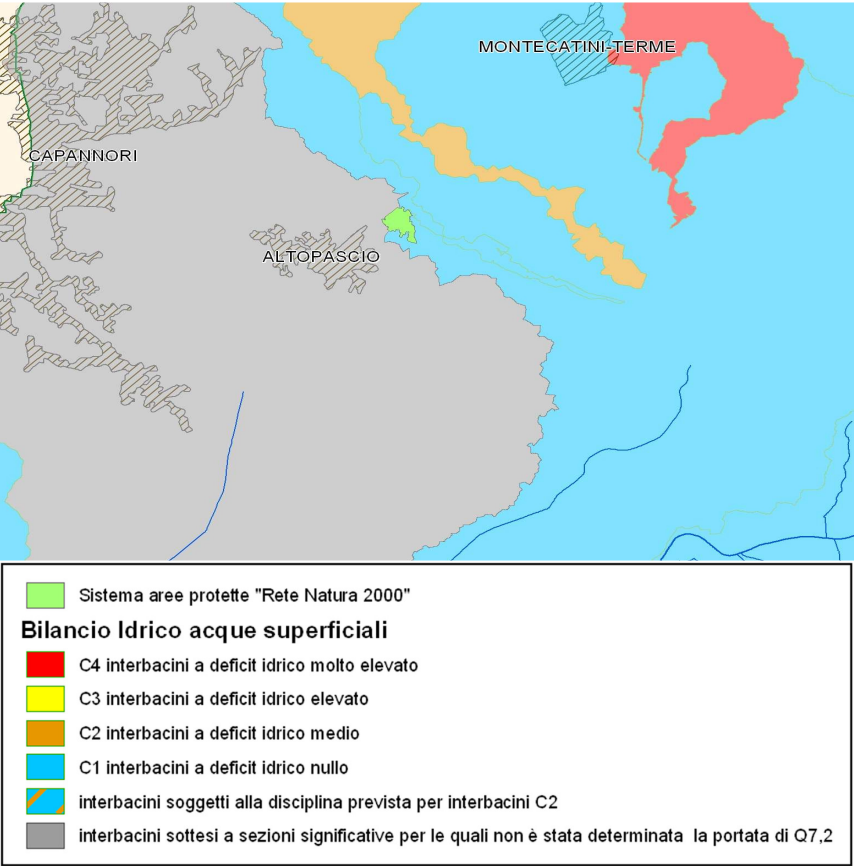 MONTECATINI-TERME
CAPANNORI
ALTOPASCIO
Sistema aree protette "Rete Natura 2000"
Bilancio Idrico acque superficiali
C4 interbacini a deficit idrico molto elevato
C3 interbacini a deficit idrico elevato
C2 interbacini a deficit idrico medio
C1 interbacini a deficit idrico nullo
interbacini soggetti alla disciplina prevista per interbacini C2
interbacini sottesi a sezioni significative per le quali non è stata determinata la portata di Q7,2